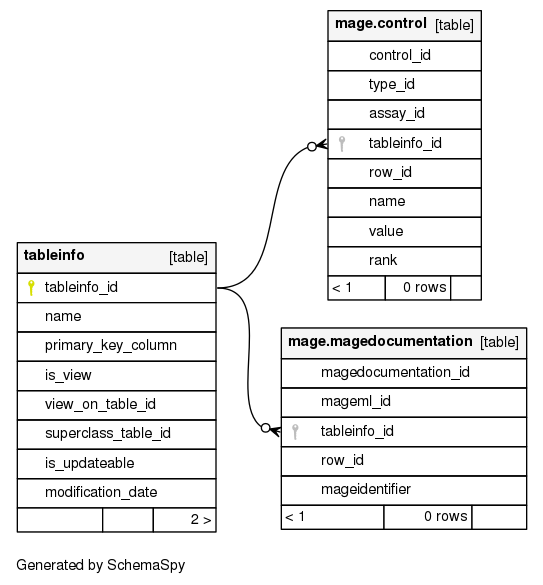 mage.control [table]
control_id
type_id
assay_id
tableinfo_id
row_id
name
value
rank
< 1 0 rows
tableinfo [table]
tableinfo_id
name
primary_key_column
is_view
view_on_table_id
superclass_table_id
is_updateable
modification_date
2 >
mage.magedocumentation [table]
magedocumentation_id
mageml_id
tableinfo_id
row_id
mageidentifier
< 1 0 rows
Generated by SchemaSpy